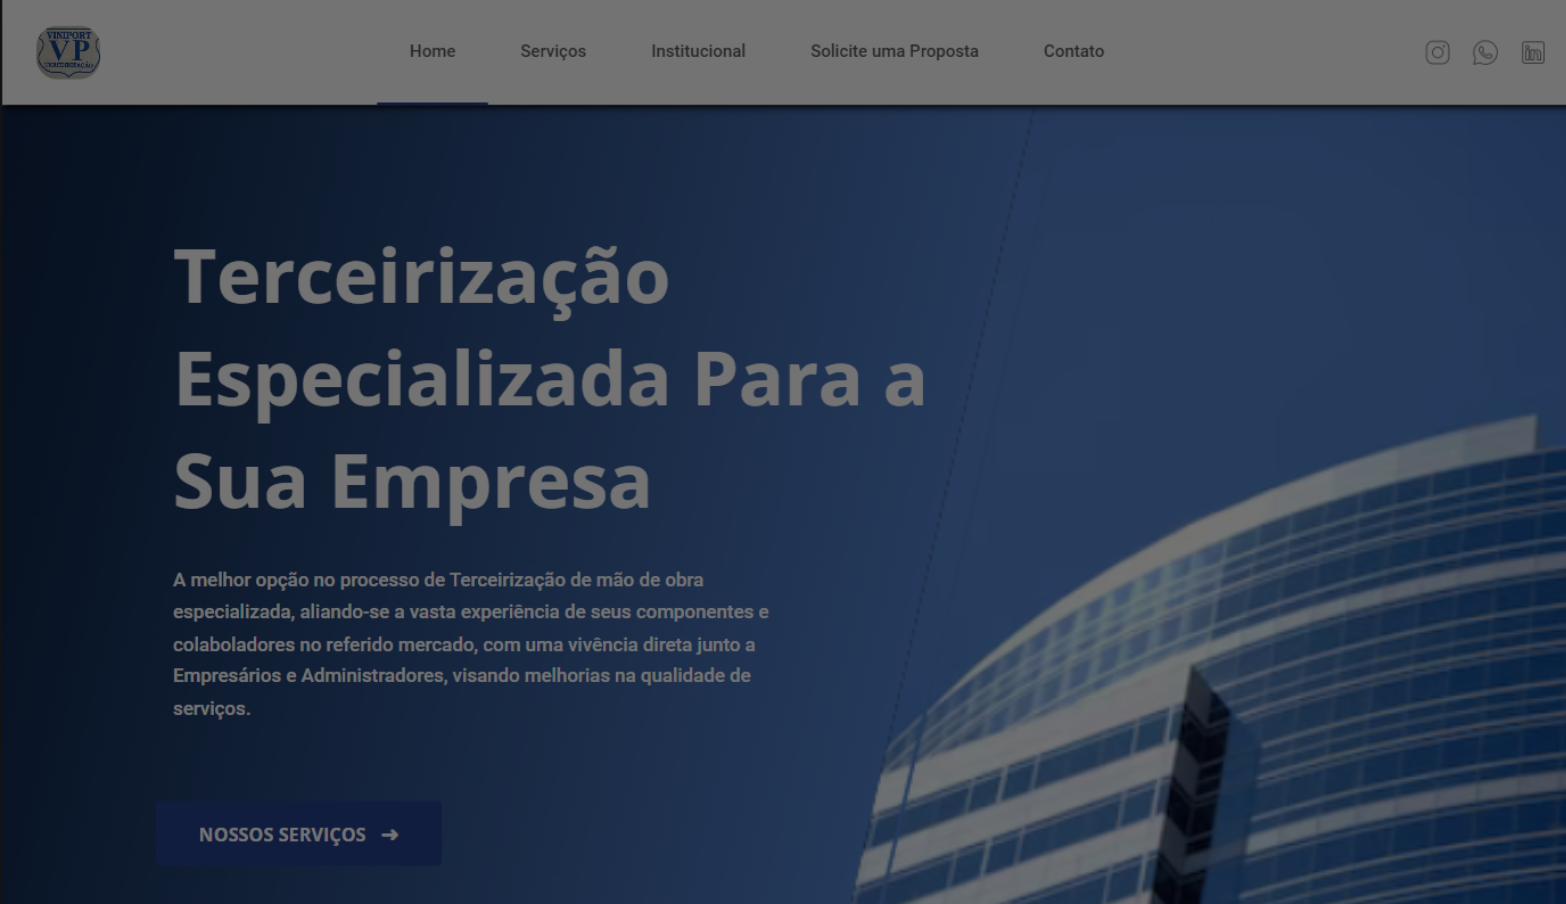 VINIPORT
VP
TERCEIRIZAÇÃO
Home
Serviços
Institucional
Solicite uma Proposta
Contato
in
Terceirização
Especializada Para a
Sua Empresa
A melhor opção no processo de Terceirização de mão de obra
especializada, aliando-se a vasta experiência de seus componentes e
colaboladores no referido mercado, com uma vivência direta junto a
Empresários e Administradores, visando melhorias na qualidade de
serviços.
NOSSOS SERVIÇOS ➔